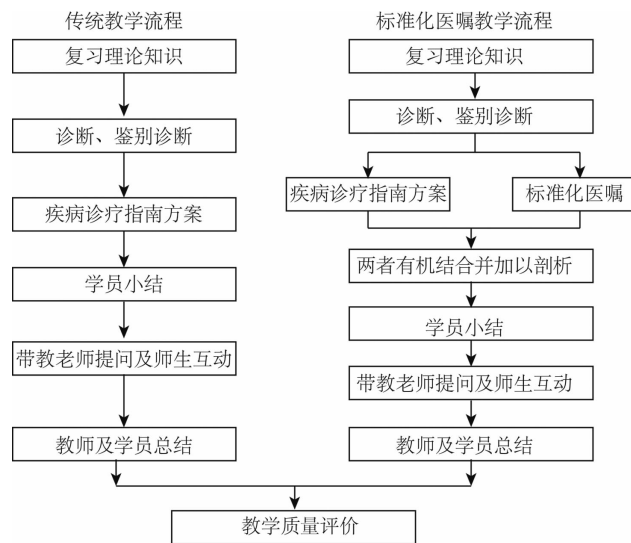 传统教学流程
复习理论知识
诊断、鉴别诊断
疾病诊疗指南方案
学员小结
带教老师提问及师生互动
教师及学员总结
标准化医嘱教学流程
复习理论知识
诊断、鉴别诊断
疾病诊疗指南方案
标准化医嘱
两者有机结合并加以剖析
学员小结
带教老师提问及师生互动
教师及学员总结
教学质量评价